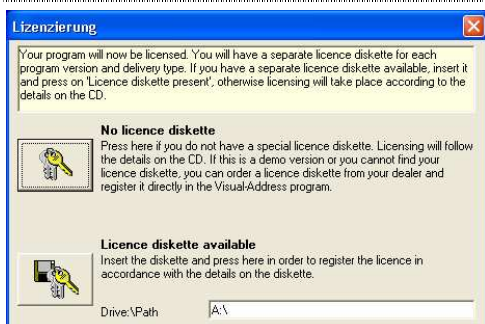 Lizenzierung
Your program will now be licensed. You will have a separate licence diskette for each
program version and delivery type. If you have a separate licence diskette available, insert it
and press on 'Licence diskette present', otherwise licensing will take place according to the
details on the CD.
No licence diskette
Press here if you do not have a special licence diskette. Licensing will follow
the details on the CD. If this is a demo version or you cannot find your
licence diskette, you can order a licence diskette from your dealer and
register it directly in the Visual-Address program.
Licence diskette available
Insert the diskette and press here in order to register the licence in
accordance with the details on the diskette.
Drive:\Path A:\